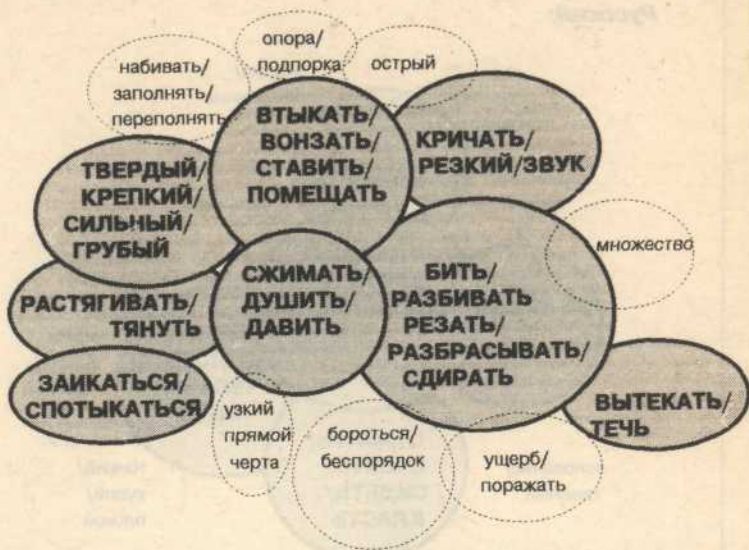 опора/
подпорка
набивать/
заполнять/
переполнять
острый
ВТЫКАТЬ/
ВОНЗАТЬ/
СТАВИТЬ/
ПОМЕЩАТЬ
КРИЧАТЬ/
РЕЗКИЙ/ЗВУК
ТВЕРДЫЙ/
КРЕПКИЙ/
СИЛЬНЫЙ/
ГРУБЫЙ
множество
СЖИМАТЬ/
ДУШИТЬ/
ДАВИТЬ
БИТЬ/
РАЗБИВАТЬ
РЕЗАТЬ/
РАЗБРАСЫВАТЬ/
СДИРАТЬ
РАСТЯГИВАТЬ/
ТЯНУТЬ
ЗАИКАТЬСЯ/
СПОТЫКАТЬСЯ
ВЫТЕКАТЬ/
ТЕЧЬ
узкий
прямой
черта
бороться/
беспорядок
ущерб/
поражать